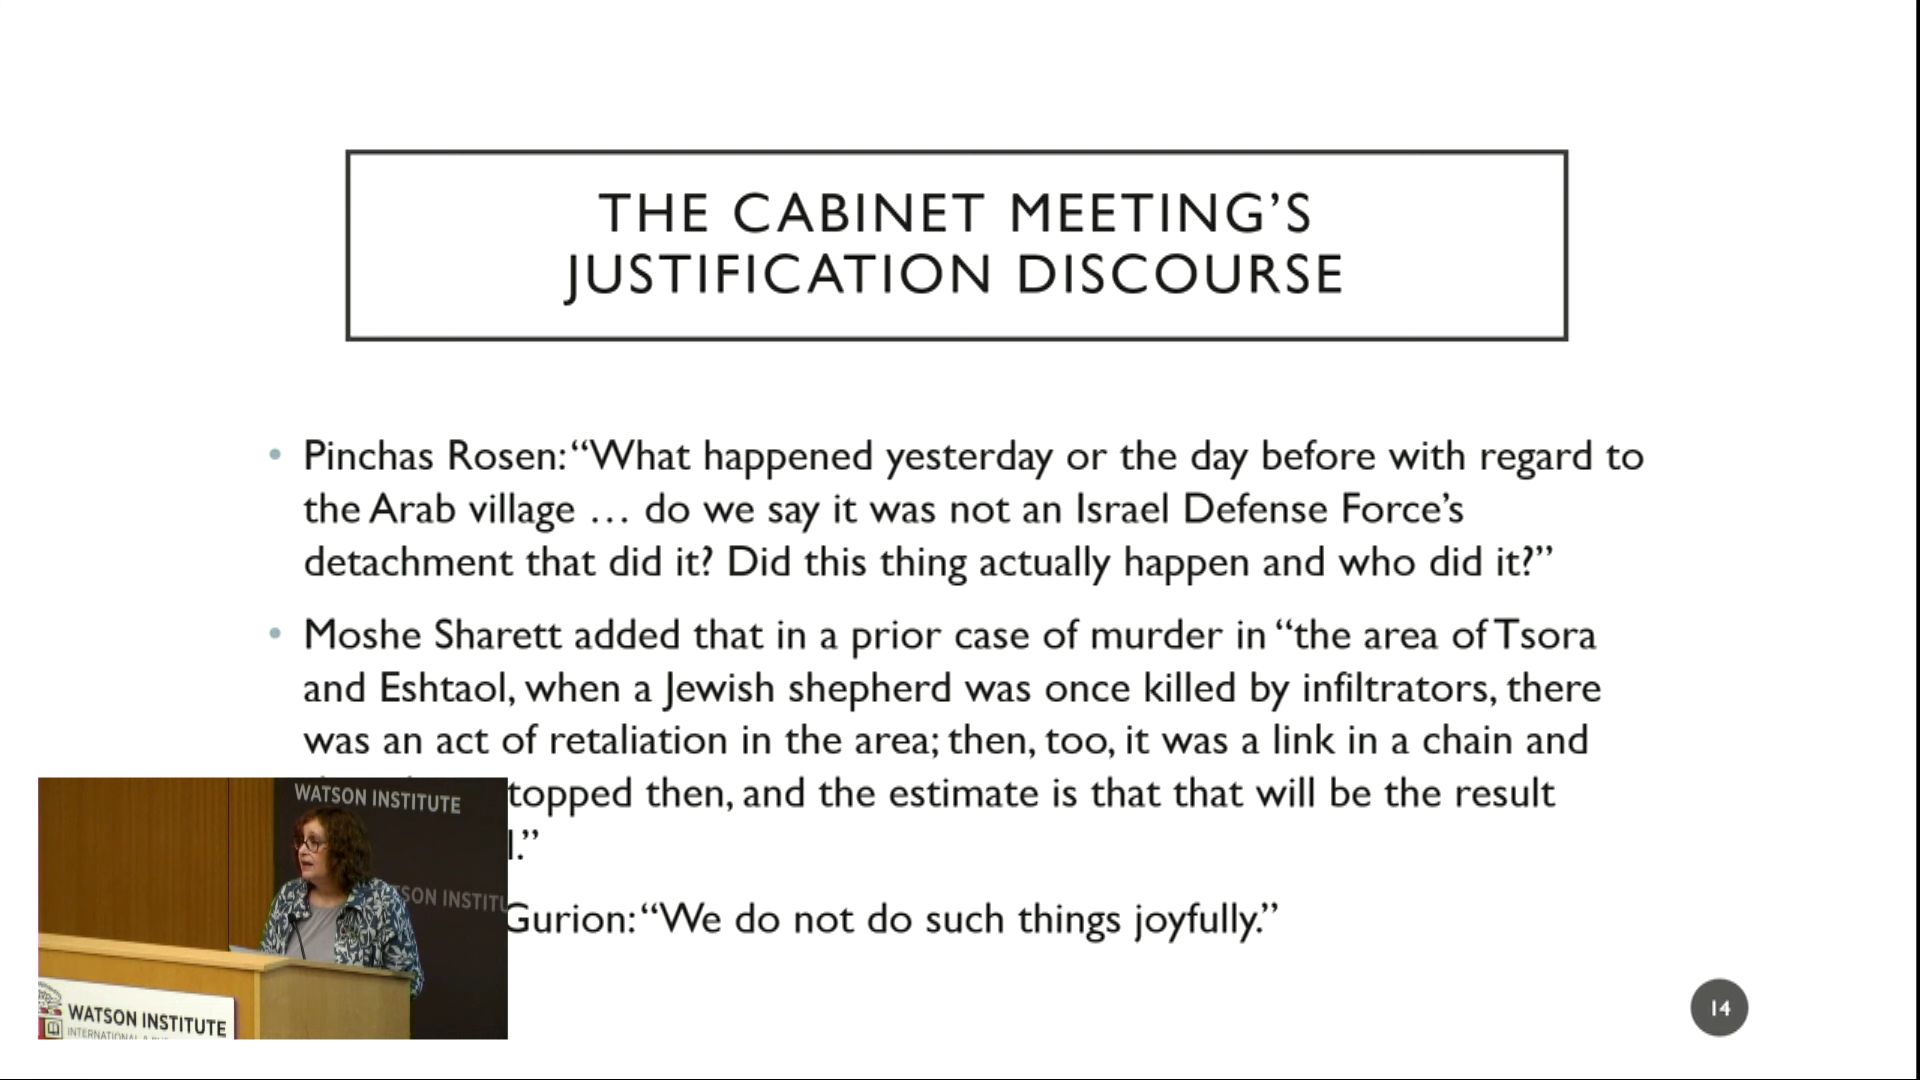 THE CABINET MEETING'S
JUSTIFICATION DISCOURSE
• Pinchas Rosen: “What happened yesterday or the day before with regard to
the Arab village … do we say it was not an Israel Defense Force’s
detachment that did it? Did this thing actually happen and who did it?”
• Moshe Sharett added that in a prior case of murder in “the area of Tsora
and Eshtaol, when a Jewish shepherd was once killed by infiltrators, there
was an act of retaliation in the area; then, too, it was a link in a chain and
then, and the estimate is that that will be the result
Gurion: “We do not do such things joyfully.”
14
WATSON INSTITUTE
WATSON INSTITUTE